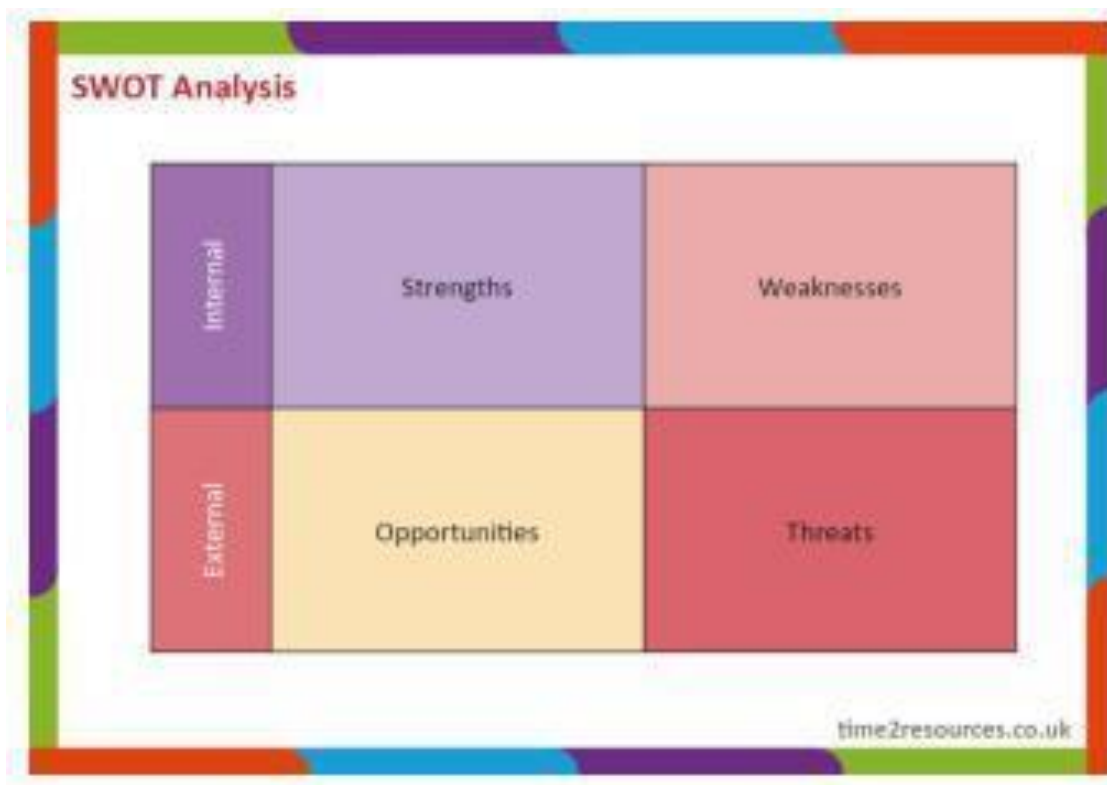 SWOT Analysis
Internal
Strengths
Weaknesses
External
Opportunities
Threats
time2resources.co.uk